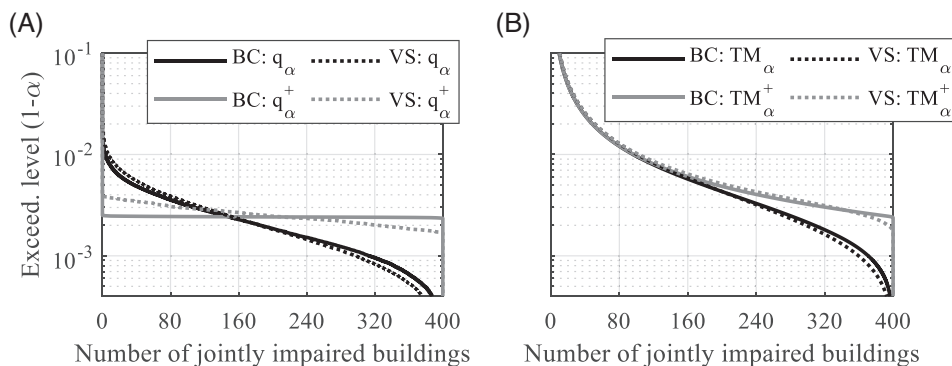 (A)
BC: q_α VS: q_α
BC: q_α^+ VS: q_α^+
10^-1
10^-2
10^-3
Exceed. level (1-α)
0 80 160 240 320 400
Number of jointly impaired buildings
(B)
BC: TM_α VS: TM_α
BC: TM_α^+ VS: TM_α^+
0 80 160 240 320 400
Number of jointly impaired buildings